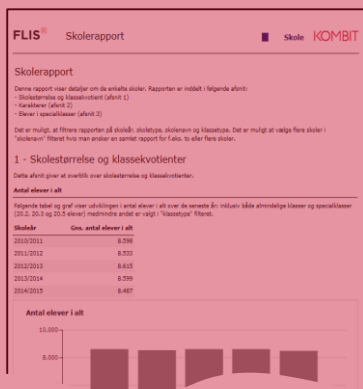 FLIS® Skolerapport Skole KOMBIT
Skolerapport
Denne rapport viser detaljer om de enkelte skoler. Rapporten er inddelt i følgende afsnit:
- Skolestørrelse og klassekvotient (afsnit 1)
- Karakterer (afsnit 2)
- Elever i specialklasser (afsnit 3)
Det er muligt, at filtrere rapporten på skoleår, skoletype, skolenavn og klassetype. Det er muligt at vælge flere skoler i
"skolenavn" filteret hvis man ønsker en samlet rapport for f.eks. to eller flere skoler.
1 - Skolestørrelse og klassekvotienter
Dette afsnit giver et overblik over skolestørrelse og klassekvotienter.
Antal elever i alt
Følgende tabel og graf viser udviklingen i antal elever i alt over de seneste år: inklusiv både almindelige klasser og specialklasser
(20.2, 20.3 og 20.5 elever) medmindre andet er valgt i "klassetype" filteret.
Skoleår Gns. antal elever i alt
2010/2011 8.598
2011/2012 8.533
2012/2013 8.615
2013/2014 8.599
2014/2015 8.487
Antal elever i alt
10.000
8.000